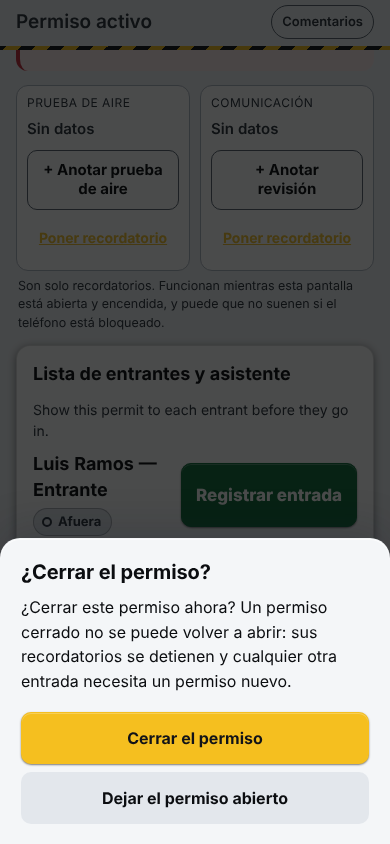 Permiso activo
Comentarios
PRUEBA DE AIRE
Sin datos
+ Anotar prueba
de aire
Poner recordatorio
COMUNICACIÓN
Sin datos
+ Anotar
revisión
Poner recordatorio
Son solo recordatorios. Funcionan mientras esta pantalla
está abierta y encendida, y puede que no suenen si el
teléfono está bloqueado.
Lista de entrantes y asistente
Show this permit to each entrant before they go
in.
Luis Ramos —
Entrante
Afuera
Registrar entrada
¿Cerrar el permiso?
¿Cerrar este permiso ahora? Un permiso
cerrado no se puede volver a abrir: sus
recordatorios se detienen y cualquier otra
entrada necesita un permiso nuevo.
Cerrar el permiso
Dejar el permiso abierto